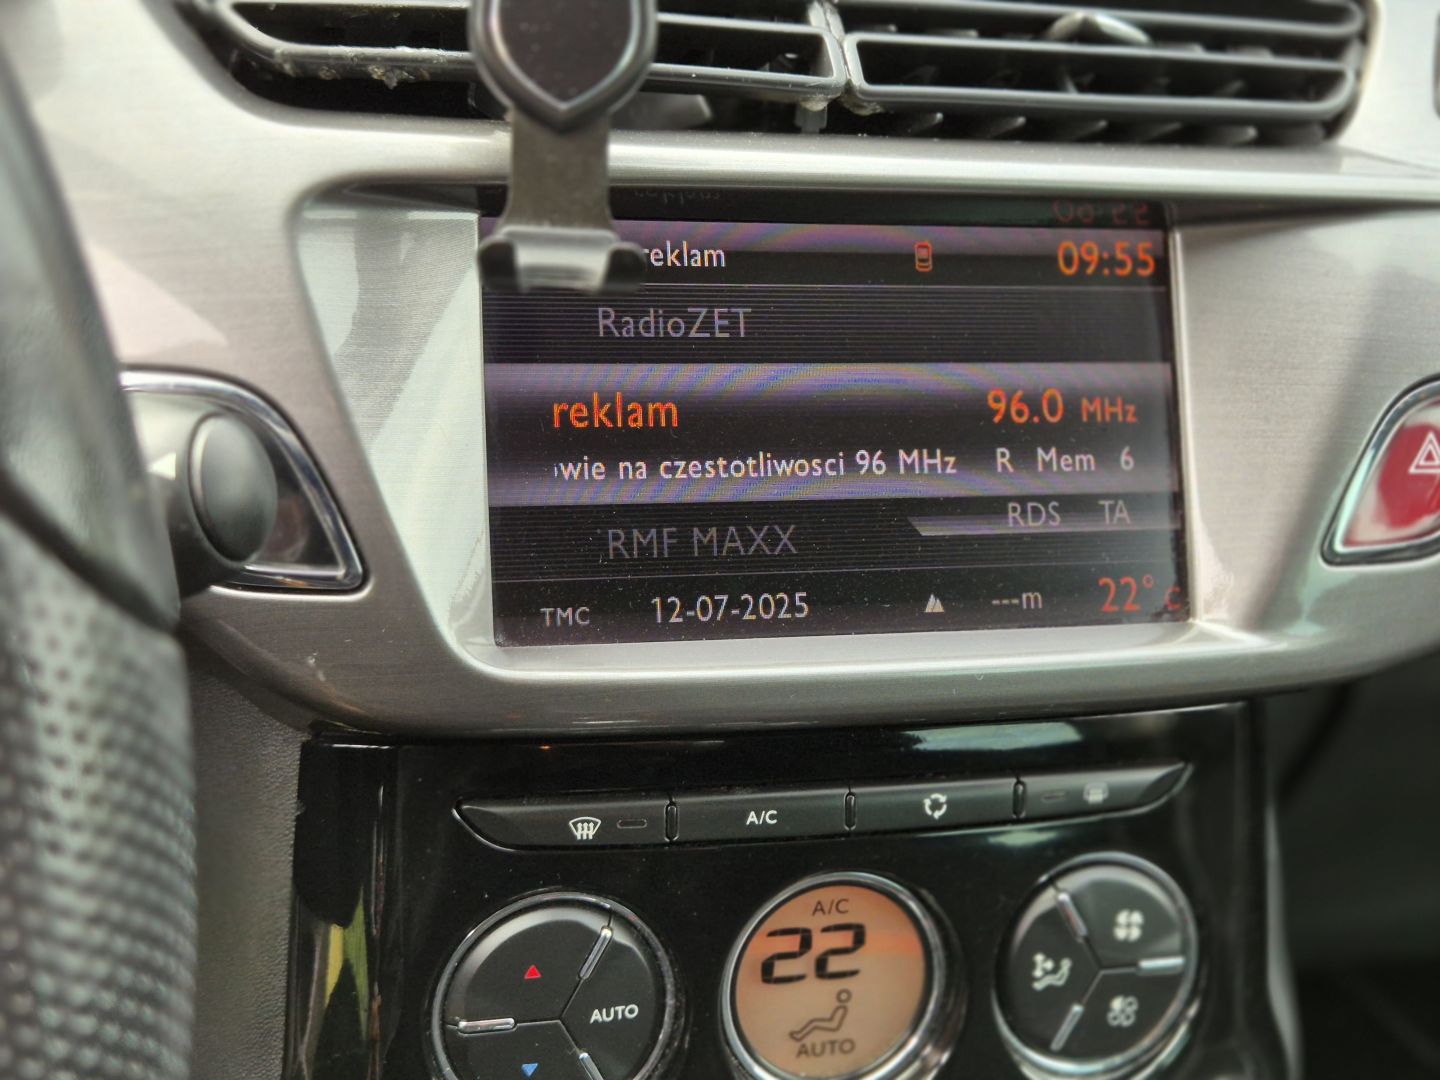 reklam 09:55
RadioZET
reklam 96.0 MHz
wie na czestotliwosci 96 MHz R Mem 6
RDS TA
RMF MAXX
TMC 12-07-2025 ---m 22° c
A/C
A/C
22
AUTO
AUTO